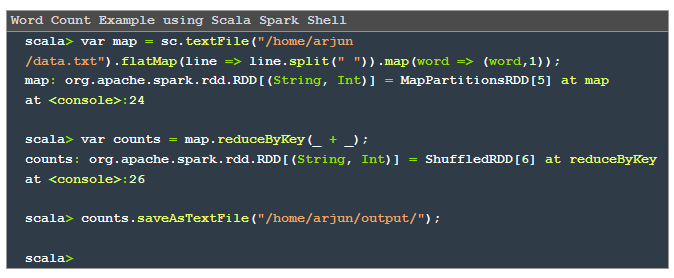 Word Count Example using Scala Spark Shell
scala> var map = sc.textFile("/home/arjun
/data.txt").flatMap(line => line.split(" ")).map(word => (word,1));
map: org.apache.spark.rdd.RDD[(String, Int)] = MapPartitionsRDD[5] at map
at <console>:24
scala> var counts = map.reduceByKey(_ + _);
counts: org.apache.spark.rdd.RDD[(String, Int)] = ShuffledRDD[6] at reduceByKey
at <console>:26
scala> counts.saveAsTextFile("/home/arjun/output/");
scala>